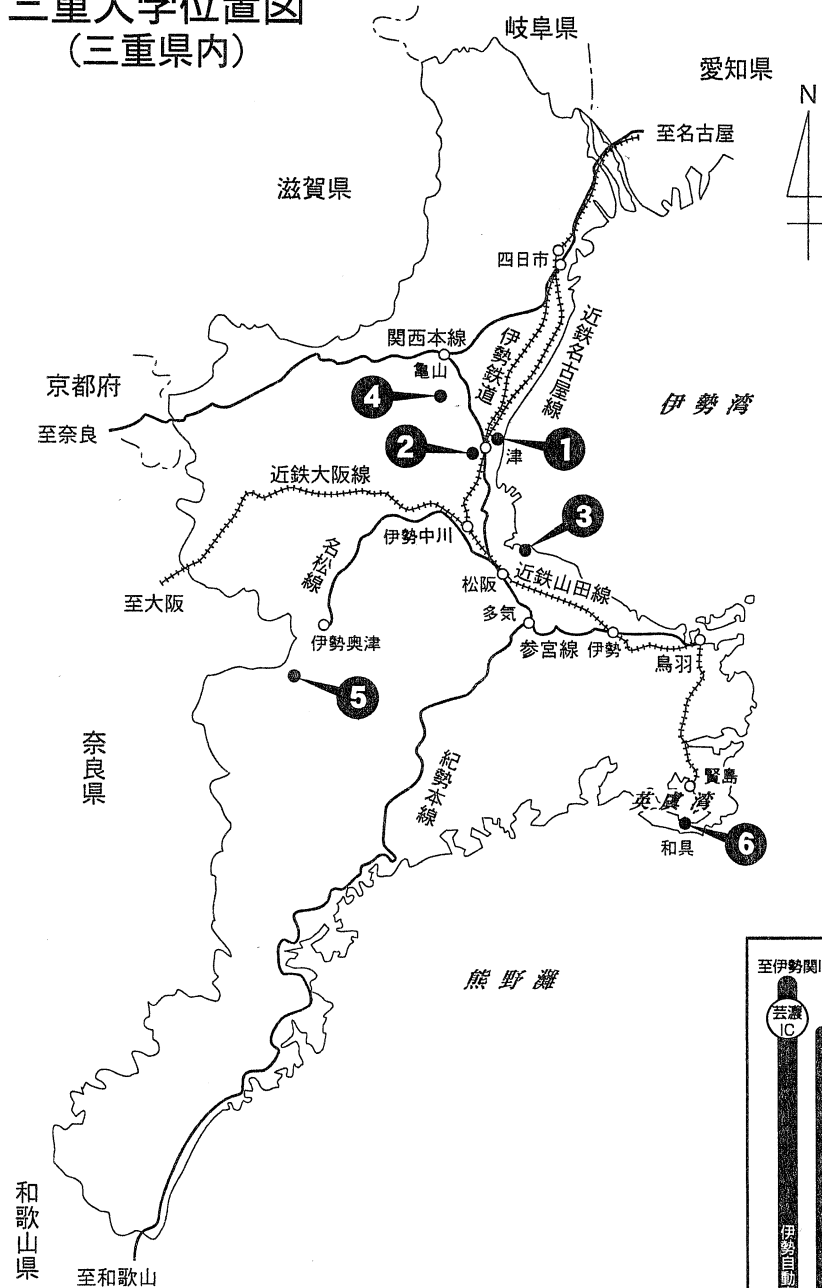 三重大学位置図
(三重県内)
岐阜県
愛知県
N
至名古屋
滋賀県
四日市
関西本線
亀山
伊勢鉄道
近鉄名古屋線
京都府
伊勢湾
4
至奈良
2
1
津
近鉄大阪線
3
伊勢中川
名松線
松阪
近鉄山田線
至大阪
多気
伊勢奥津
参宮線
伊勢
鳥羽
5
奈良県
紀勢本線
賢島
英虞湾
6
和具
熊野灘
至伊勢関I
芸濃
IC
和歌山県
伊勢自動
至和歌山